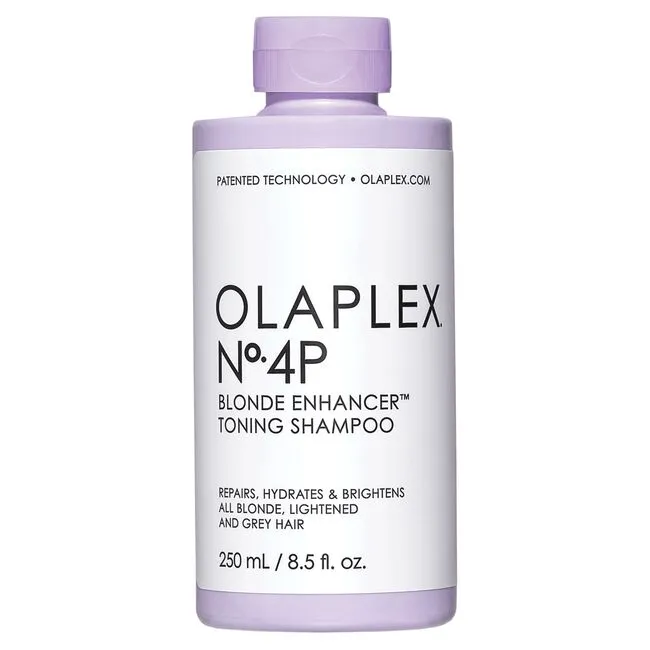 PATENTED TECHNOLOGY • OLAPLEX.COM
OLAPLEX.
Nº.4P
BLONDE ENHANCER™
TONING SHAMPOO
REPAIRS, HYDRATES & BRIGHTENS
ALL BLONDE, LIGHTENED
AND GREY HAIR
250 mL / 8.5 fl. oz.